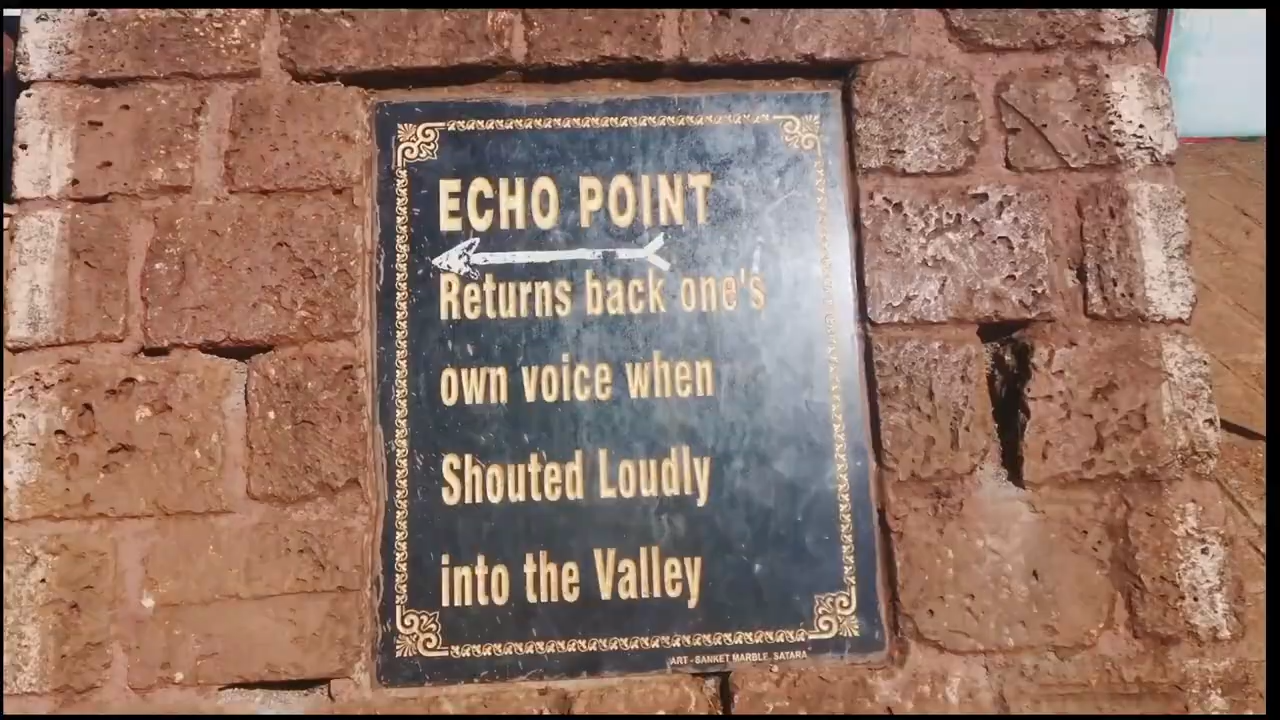 ECHO POINT
Returns back one's
own voice when
Shouted Loudly
into the Valley
ART - SANKET MARBLE, SATARA